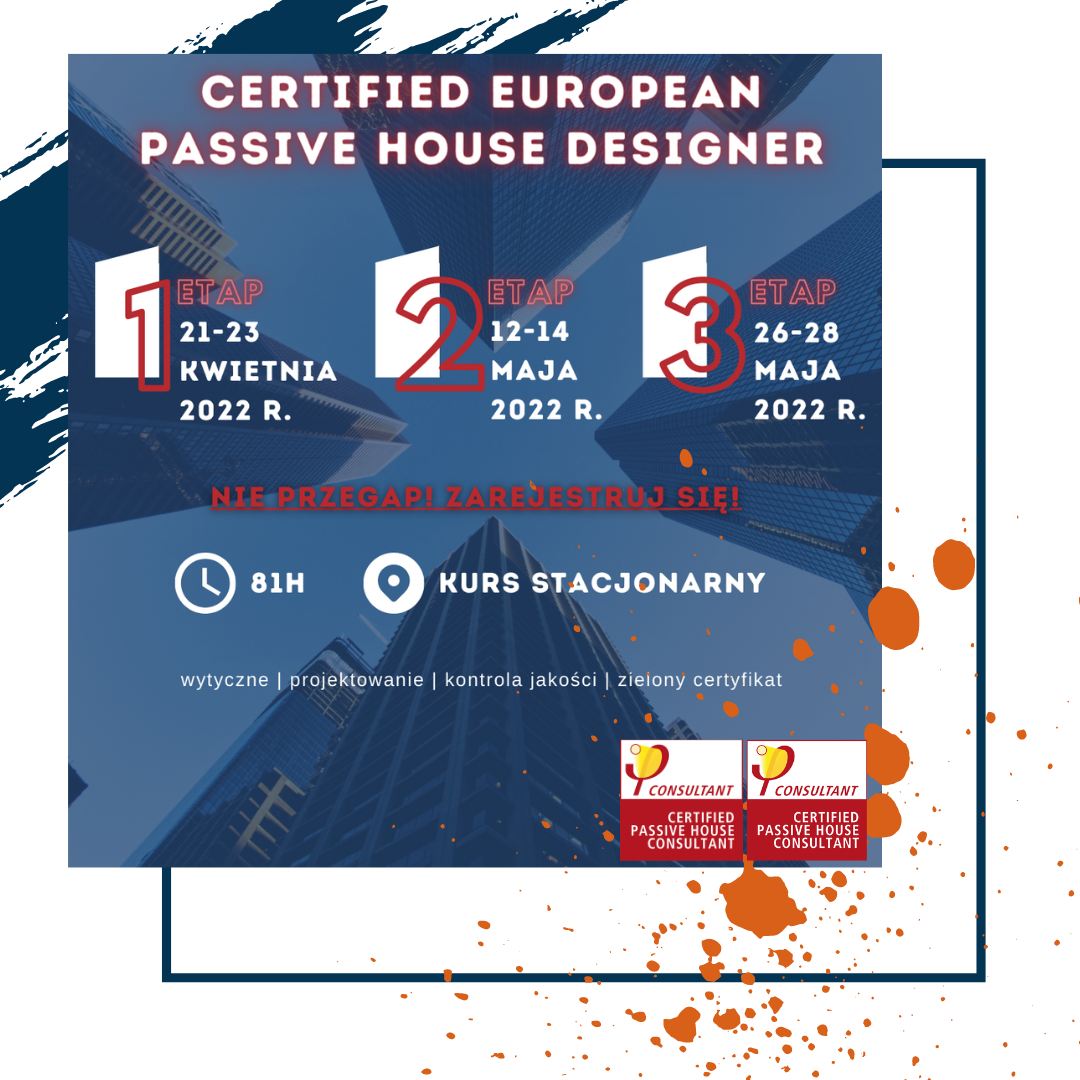 CERTIFIED EUROPEAN
PASSIVE HOUSE DESIGNER
1 ETAP
21-23
KWIETNIA
2022 R.
2 ETAP
12-14
MAJA
2022 R.
3 ETAP
26-28
MAJA
2022 R.
NIE PRZEGAP! ZAREJESTRUJ SIĘ!
81H
KURS STACJONARNY
wytyczne | projektowanie | kontrola jakości | zielony certyfikat
CONSULTANT
CERTIFIED
PASSIVE HOUSE
CONSULTANT
CONSULTANT
CERTIFIED
PASSIVE HOUSE
CONSULTANT